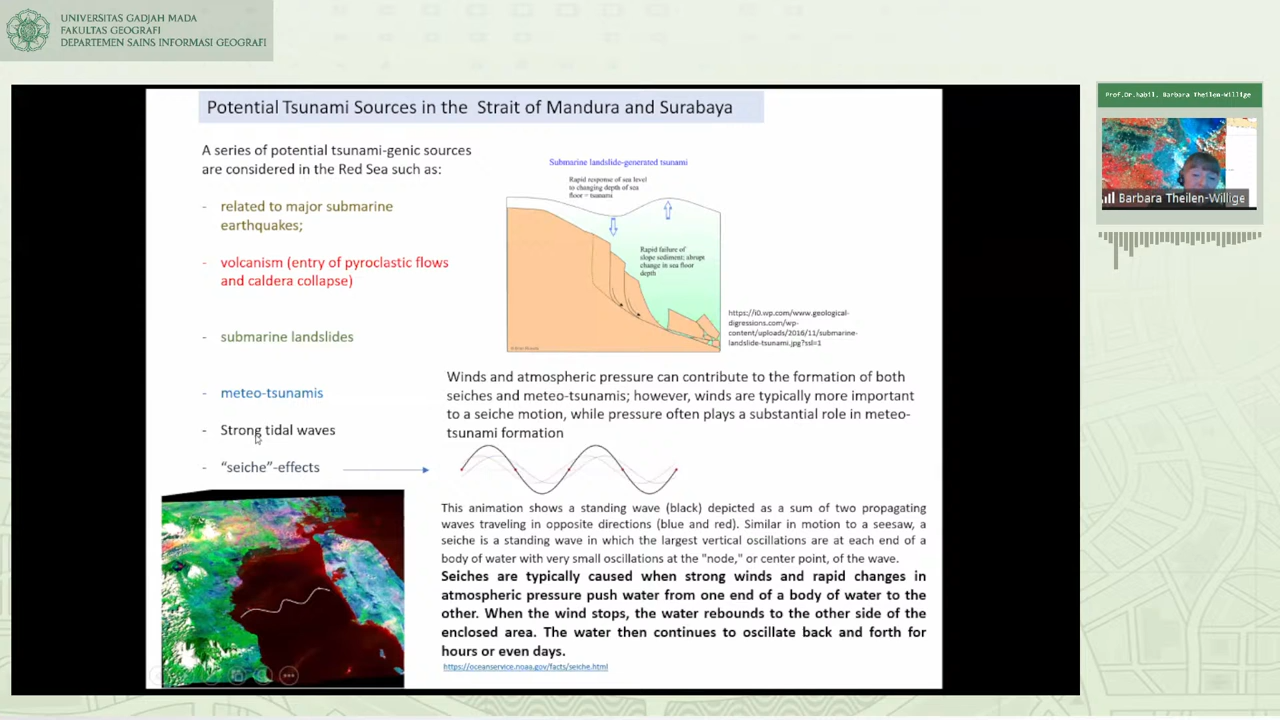 UNIVERSITAS GADJAH MADA
FAKULTAS GEOGRAFI
DEPARTEMEN SAINS INFORMASI GEOGRAFI
Prof.Dr.habil. Barbara Theilen-Willige
Barbara Theilen-Willige
Potential Tsunami Sources in the Strait of Mandura and Surabaya
A series of potential tsunami-genic sources
are considered in the Red Sea such as:
- related to major submarine
earthquakes;
- volcanism (entry of pyroclastic flows
and caldera collapse)
- submarine landslides
- meteo-tsunamis
- Strong tidal waves
- “seiche”-effects
Submarine landslide-generated tsunami
Rapid response of sea level
to changing depth of sea
floor = tsunami
Rapid failure of
slope sediment; abrupt
change in sea floor
depth
https://i0.wp.com/www.geological-
digressions.com/wp-
content/uploads/2016/11/submarine-
landslide-tsunami.jpg?ssl=1
Winds and atmospheric pressure can contribute to the formation of both
seiches and meteo-tsunamis; however, winds are typically more important
to a seiche motion, while pressure often plays a substantial role in meteo-
tsunami formation
This animation shows a standing wave (black) depicted as a sum of two propagating
waves traveling in opposite directions (blue and red). Similar in motion to a seesaw, a
seiche is a standing wave in which the largest vertical oscillations are at each end of a
body of water with very small oscillations at the "node," or center point, of the wave.
Seiches are typically caused when strong winds and rapid changes in
atmospheric pressure push water from one end of a body of water to the
other. When the wind stops, the water rebounds to the other side of the
enclosed area. The water then continues to oscillate back and forth for
hours or even days.
https://oceanservice.noaa.gov/facts/seiche.html